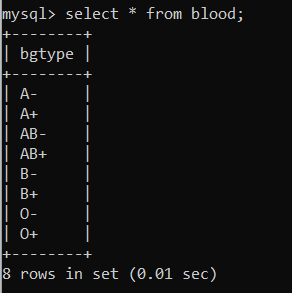 mysql> select * from blood;
+--------+
| bgtype |
+--------+
| A-     |
| A+     |
| AB-    |
| AB+    |
| B-     |
| B+     |
| O-     |
| O+     |
+--------+
8 rows in set (0.01 sec)